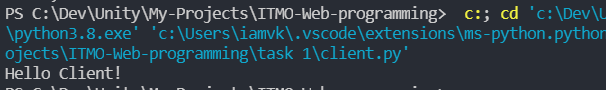 PS C:\Dev\Unity\My-Projects\ITMO-Web-programming>  c:; cd 'c:\Dev\U
\python3.8.exe' 'c:\Users\iamvk\.vscode\extensions\ms-python.python
ojects\ITMO-Web-programming\task 1\client.py'
Hello Client!